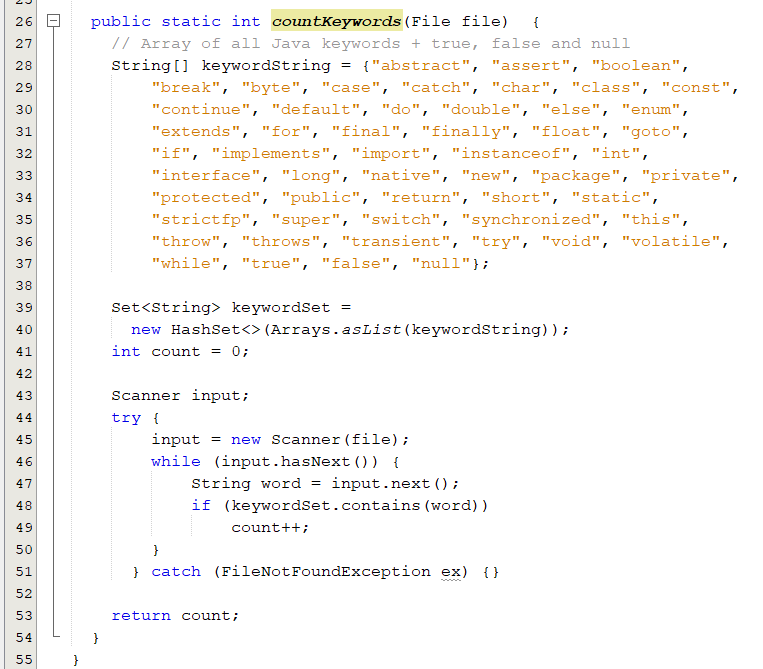 25
26 public static int countKeywords(File file)  {
27 // Array of all Java keywords + true, false and null
28 String[] keywordString = {"abstract", "assert", "boolean",
29 "break", "byte", "case", "catch", "char", "class", "const",
30 "continue", "default", "do", "double", "else", "enum",
31 "extends", "for", "final", "finally", "float", "goto",
32 "if", "implements", "import", "instanceof", "int",
33 "interface", "long", "native", "new", "package", "private",
34 "protected", "public", "return", "short", "static",
35 "strictfp", "super", "switch", "synchronized", "this",
36 "throw", "throws", "transient", "try", "void", "volatile",
37 "while", "true", "false", "null"};
38
39 Set<String> keywordSet =
40 new HashSet<>(Arrays.asList(keywordString));
41 int count = 0;
42
43 Scanner input;
44 try {
45 input = new Scanner(file);
46 while (input.hasNext()) {
47 String word = input.next();
48 if (keywordSet.contains(word))
49 count++;
50 }
51 } catch (FileNotFoundException ex) {}
52
53 return count;
54 }
55 }